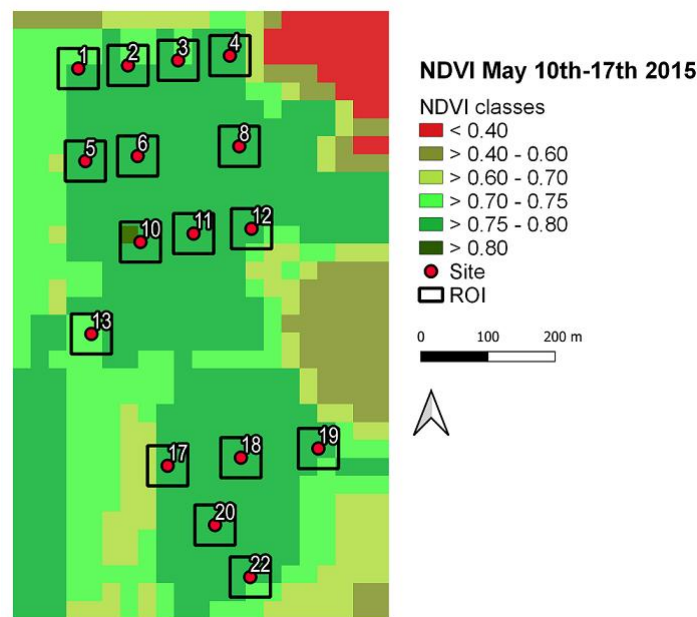 1 2 3 4
5 6 8
10 11 12
13
17 18 19
20
22
NDVI May 10th-17th 2015
NDVI classes
< 0.40
> 0.40 - 0.60
> 0.60 - 0.70
> 0.70 - 0.75
> 0.75 - 0.80
> 0.80
Site
ROI
0 100 200 m